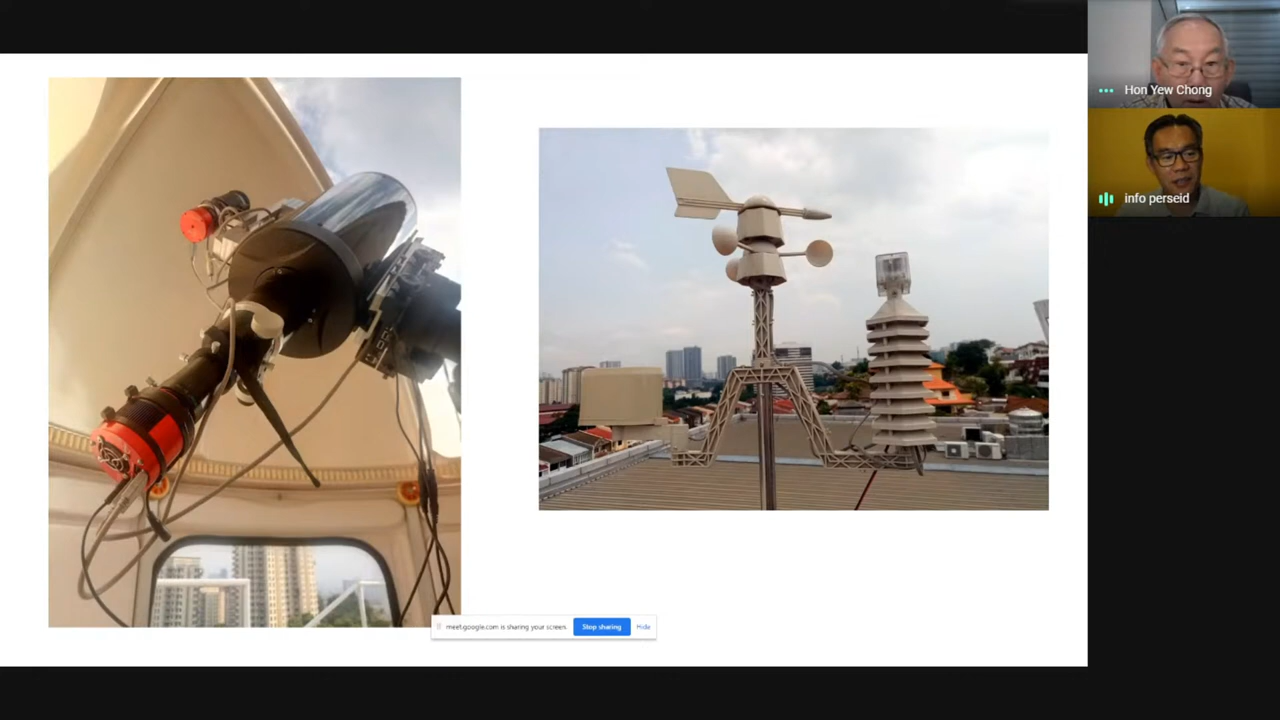 Hon Yew Chong
info perseid
meet.google.com is sharing your screen.
Stop sharing
Hide